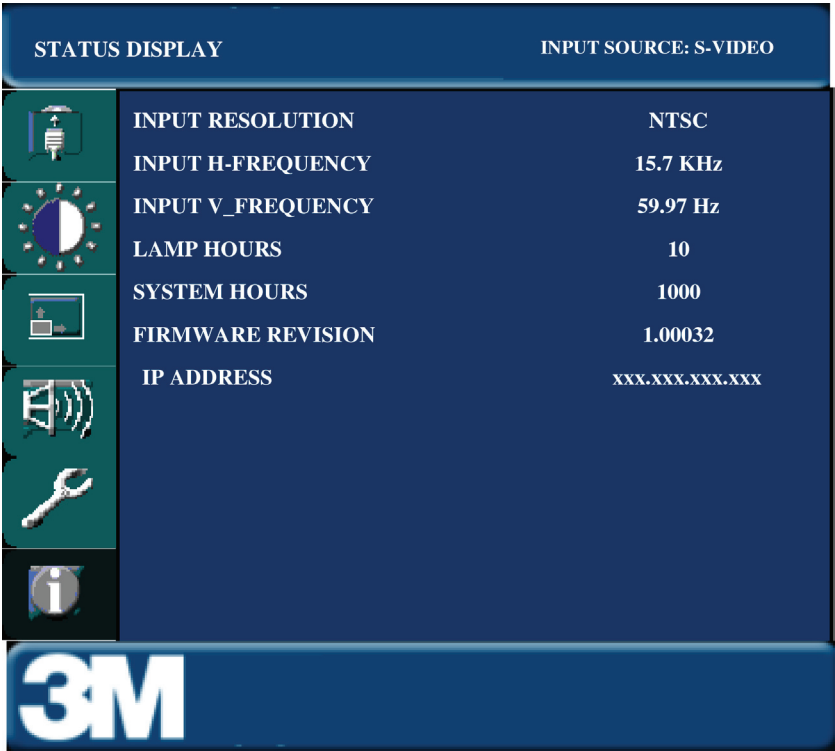 STATUS DISPLAY INPUT SOURCE: S-VIDEO
INPUT RESOLUTION NTSC
INPUT H-FREQUENCY 15.7 KHz
INPUT V_FREQUENCY 59.97 Hz
LAMP HOURS 10
SYSTEM HOURS 1000
FIRMWARE REVISION 1.00032
IP ADDRESS xxx.xxx.xxx.xxx
3M